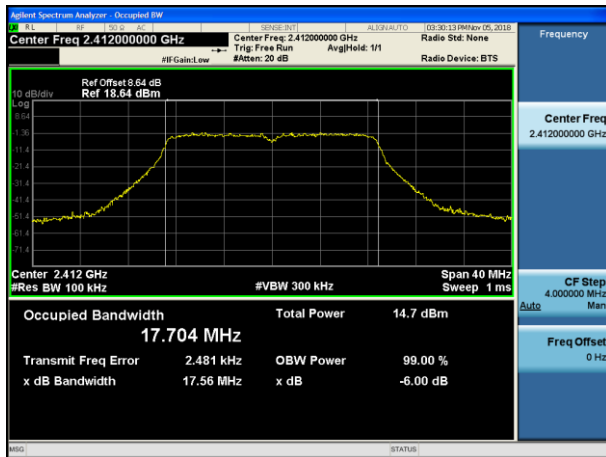 Agilent Spectrum Analyzer - Occupied BW
RL RF 50 Ω AC SENSE:INT ALIGN AUTO 03:30:13 PM Nov 05, 2018
Center Freq 2.412000000 GHz Center Freq: 2.412000000 GHz Radio Std: None
Trig: Free Run Avg|Hold: 1/1
#IFGain:Low #Atten: 20 dB Radio Device: BTS
Frequency
Ref Offset 8.64 dB
10 dB/div Ref 18.64 dBm
Log
8.64
-1.36
-11.4
-21.4
-31.4
-41.4
-51.4
-61.4
-71.4
Center 2.412 GHz Span 40 MHz
#Res BW 100 kHz #VBW 300 kHz Sweep 1 ms
Occupied Bandwidth Total Power 14.7 dBm
17.704 MHz
Transmit Freq Error 2.481 kHz OBW Power 99.00 %
x dB Bandwidth 17.56 MHz x dB -6.00 dB
Center Freq
2.412000000 GHz
CF Step
4.000000 MHz
Auto Man
Freq Offset
0 Hz
MSG STATUS